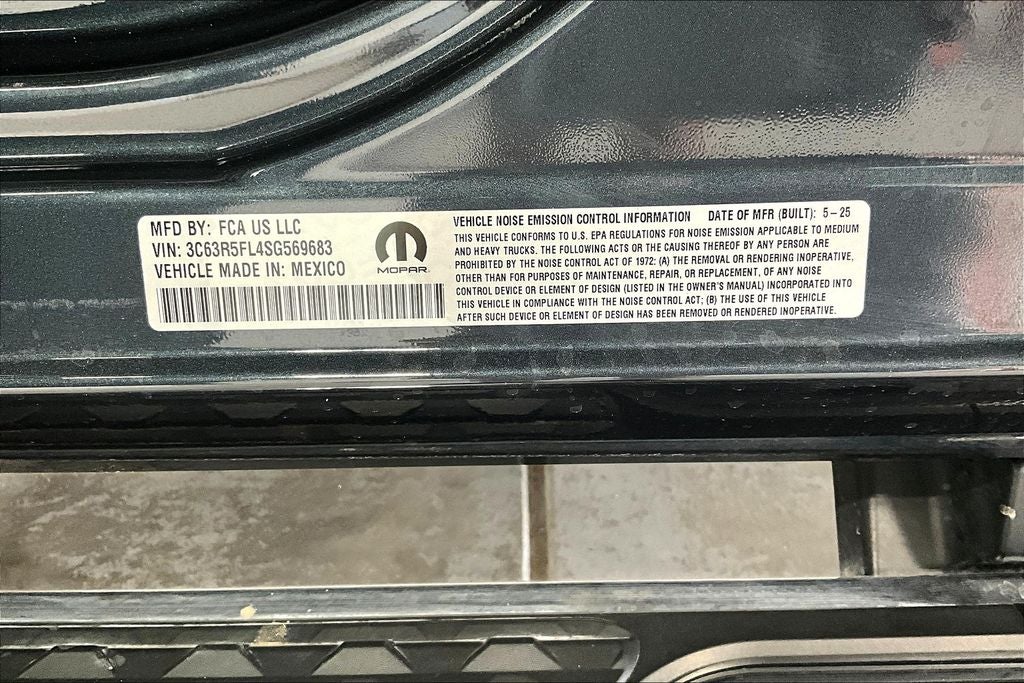 MFD BY: FCA US LLC
VIN: 3C63R5FL4SG569683
VEHICLE MADE IN: MEXICO
MOPAR
VEHICLE NOISE EMISSION CONTROL INFORMATION DATE OF MFR (BUILT): 5-25
THIS VEHICLE CONFORMS TO U.S. EPA REGULATIONS FOR NOISE EMISSION APPLICABLE TO MEDIUM
AND HEAVY TRUCKS. THE FOLLOWING ACTS OR THE CAUSING THEREOF BY ANY PERSON ARE
PROHIBITED BY THE NOISE CONTROL ACT OF 1972: (A) THE REMOVAL OR RENDERING INOPERATIVE,
OTHER THAN FOR PURPOSES OF MAINTENANCE, REPAIR, OR REPLACEMENT, OF ANY NOISE
CONTROL DEVICE OR ELEMENT OF DESIGN (LISTED IN THE OWNER'S MANUAL) INCORPORATED INTO
THIS VEHICLE IN COMPLIANCE WITH THE NOISE CONTROL ACT; (B) THE USE OF THIS VEHICLE
AFTER SUCH DEVICE OR ELEMENT OF DESIGN HAS BEEN REMOVED OR RENDERED INOPERATIVE.